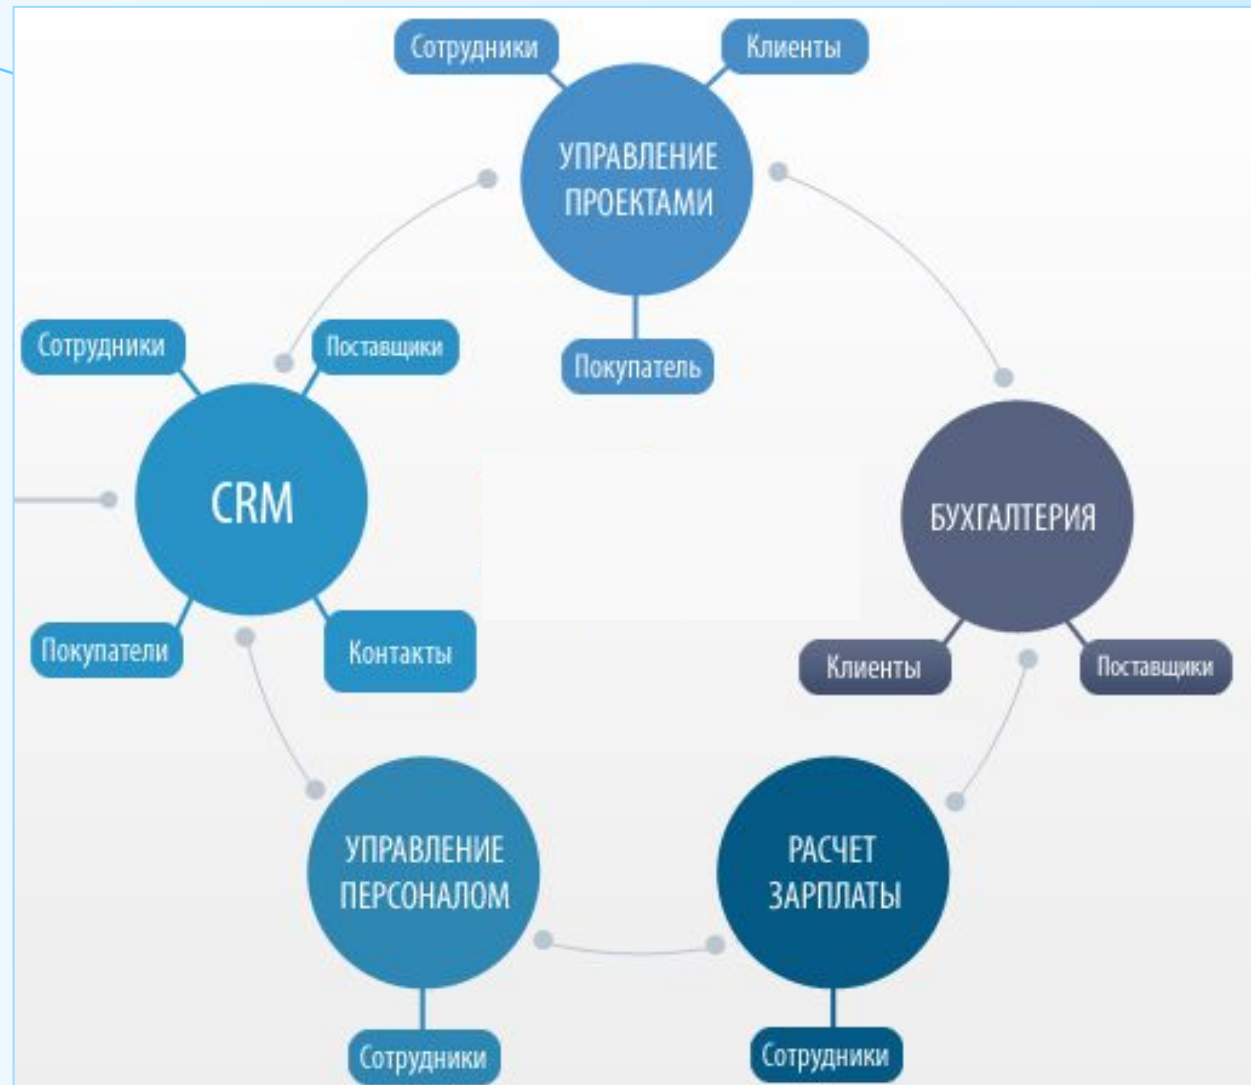 Сотрудники
Клиенты
УПРАВЛЕНИЕ
ПРОЕКТАМИ
Покупатель
Сотрудники
Поставщики
CRM
Покупатели
Контакты
БУХГАЛТЕРИЯ
Клиенты
Поставщики
УПРАВЛЕНИЕ
ПЕРСОНАЛОМ
Сотрудники
РАСЧЕТ
ЗАРПЛАТЫ
Сотрудники